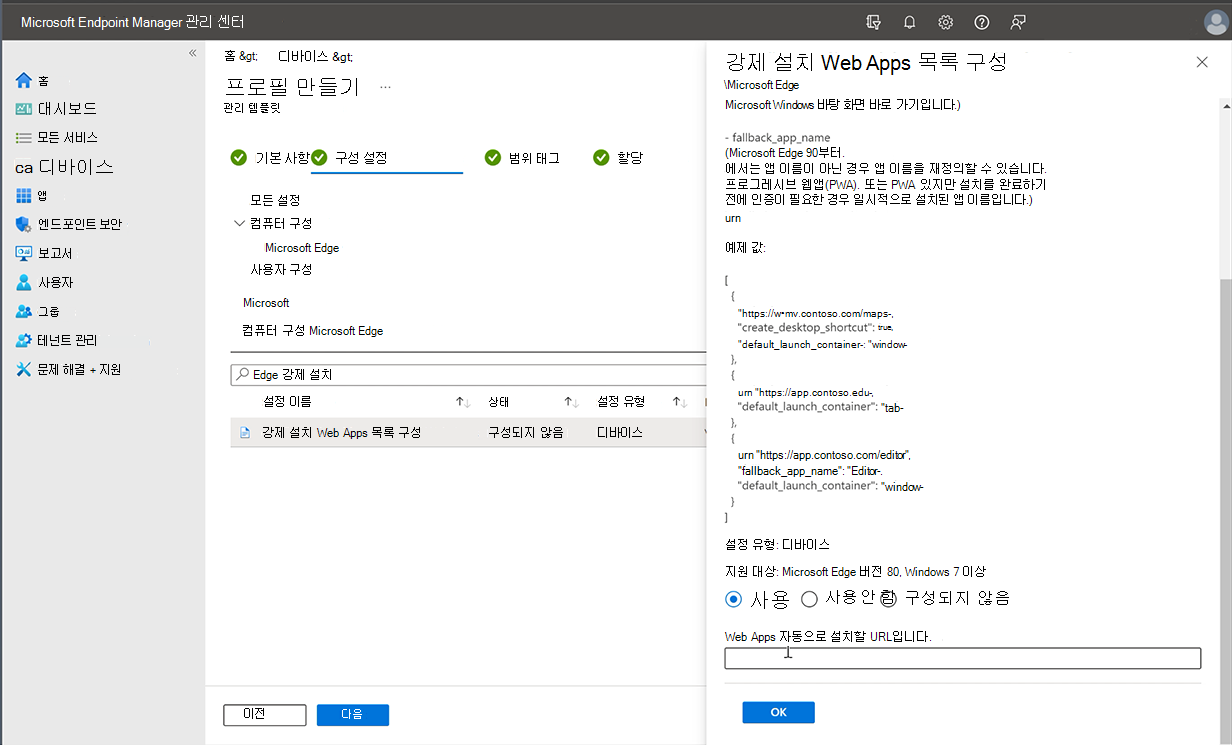 Microsoft Endpoint Manager 관리 센터
홈
대시보드
모든 서비스
ca 디바이스
앱
엔드포인트 보안
보고서
사용자
그룹
테넌트 관리
문제 해결 + 지원
홈 &gt; 디바이스 &gt;
프로필 만들기 ...
관리 템플릿
기본 사항 구성 설정 범위 태그 할당
모든 설정
컴퓨터 구성
Microsoft Edge
사용자 구성
Microsoft
컴퓨터 구성 Microsoft Edge
Edge 강제 설치
설정 이름 상태 설정 유형
강제 설치 Web Apps 목록 구성 구성되지 않음 디바이스
이전 다음
강제 설치 Web Apps 목록 구성
\Microsoft Edge
Microsoft Windows 바탕 화면 바로 가기입니다.)
- fallback_app_name
(Microsoft Edge 90부터.
에서는 앱 이름이 아닌 경우 앱 이름을 재정의할 수 있습니다.
프로그레시브 웹앱(PWA). 또는 PWA 있지만 설치를 완료하기
전에 인증이 필요한 경우 일시적으로 설치된 앱 이름입니다.)
urn
예제 값:
[
{
"https://w•mv.contoso.com/maps-,
"create_desktop_shortcut": true,
"default_launch_container-: "window-
},
{
urn "https://app.contoso.edu-,
"default_launch_container": "tab-
},
{
urn "https://app.contoso.com/editor",
"fallback_app_name": "Editor-.
"default_launch_container": "window-
}
]
설정 유형: 디바이스
지원 대상: Microsoft Edge 버전 80, Windows 7 이상
사용 사용 안 함 구성되지 않음
Web Apps 자동으로 설치할 URL입니다.
OK